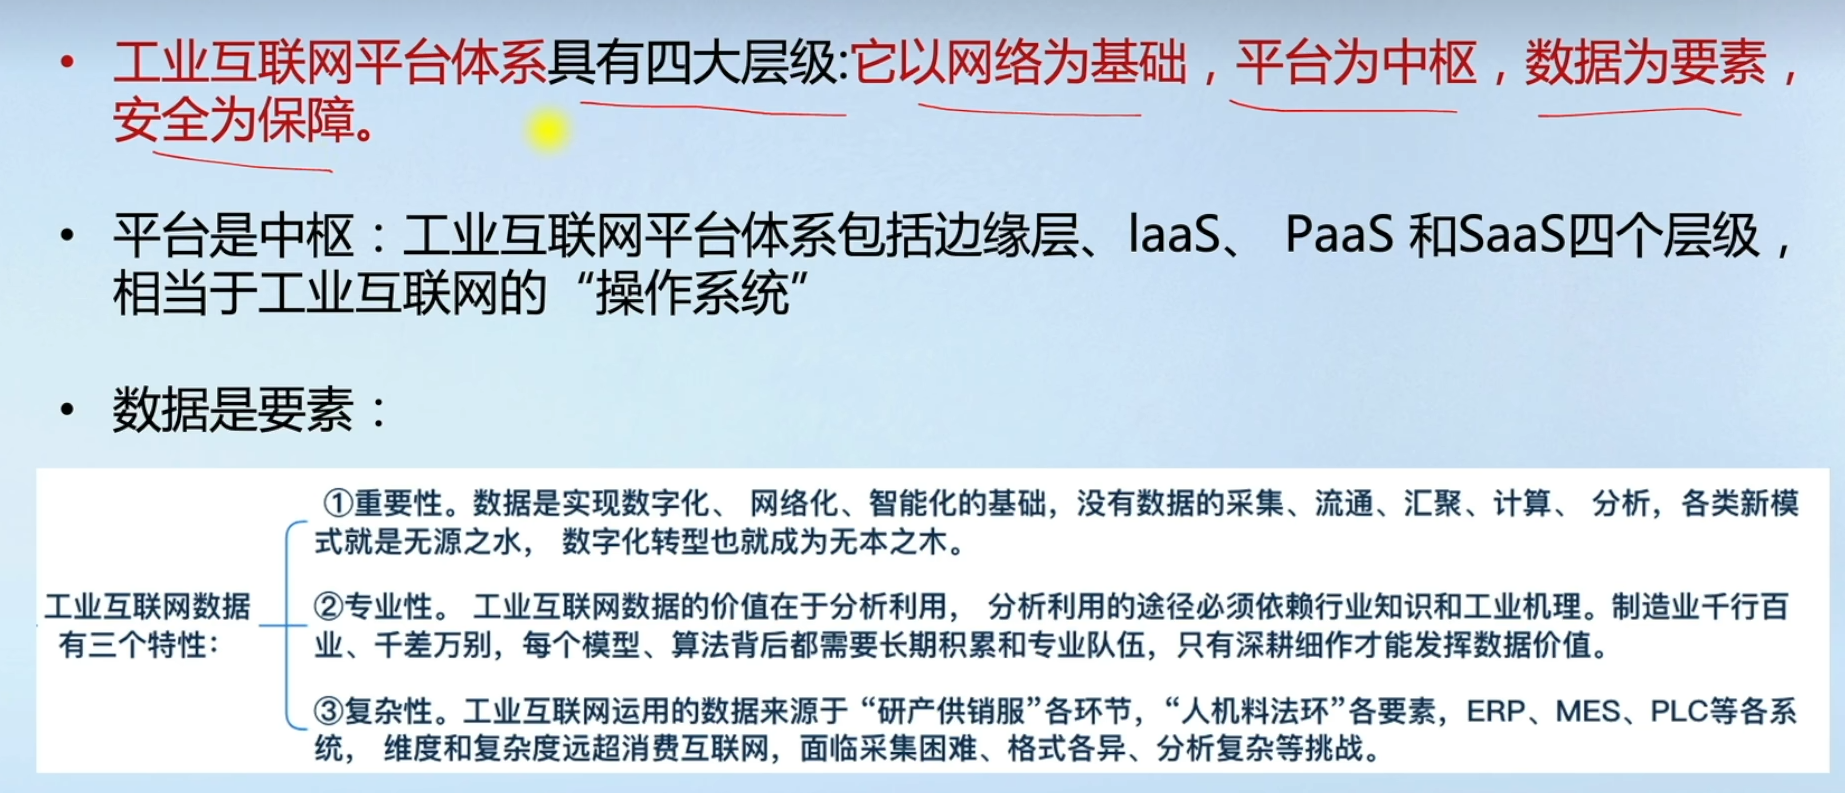 • 工业互联网平台体系具有四大层级:它以网络为基础，平台为中枢，数据为要素，
安全为保障。
• 平台是中枢：工业互联网平台体系包括边缘层、IaaS、 PaaS 和SaaS四个层级，
相当于工业互联网的“操作系统”
• 数据是要素：
工业互联网数据
有三个特性：
①重要性。数据是实现数字化、 网络化、智能化的基础，没有数据的采集、流通、汇聚、计算、 分析，各类新模
式就是无源之水， 数字化转型也就成为无本之木。
②专业性。 工业互联网数据的价值在于分析利用， 分析利用的途径必须依赖行业知识和工业机理。制造业千行百
业、千差万别，每个模型、算法背后都需要长期积累和专业队伍，只有深耕细作才能发挥数据价值。
③复杂性。工业互联网运用的数据来源于“研产供销服”各环节，“人机料法环”各要素，ERP、MES、PLC等各系
统， 维度和复杂度远超消费互联网，面临采集困难、格式各异、分析复杂等挑战。